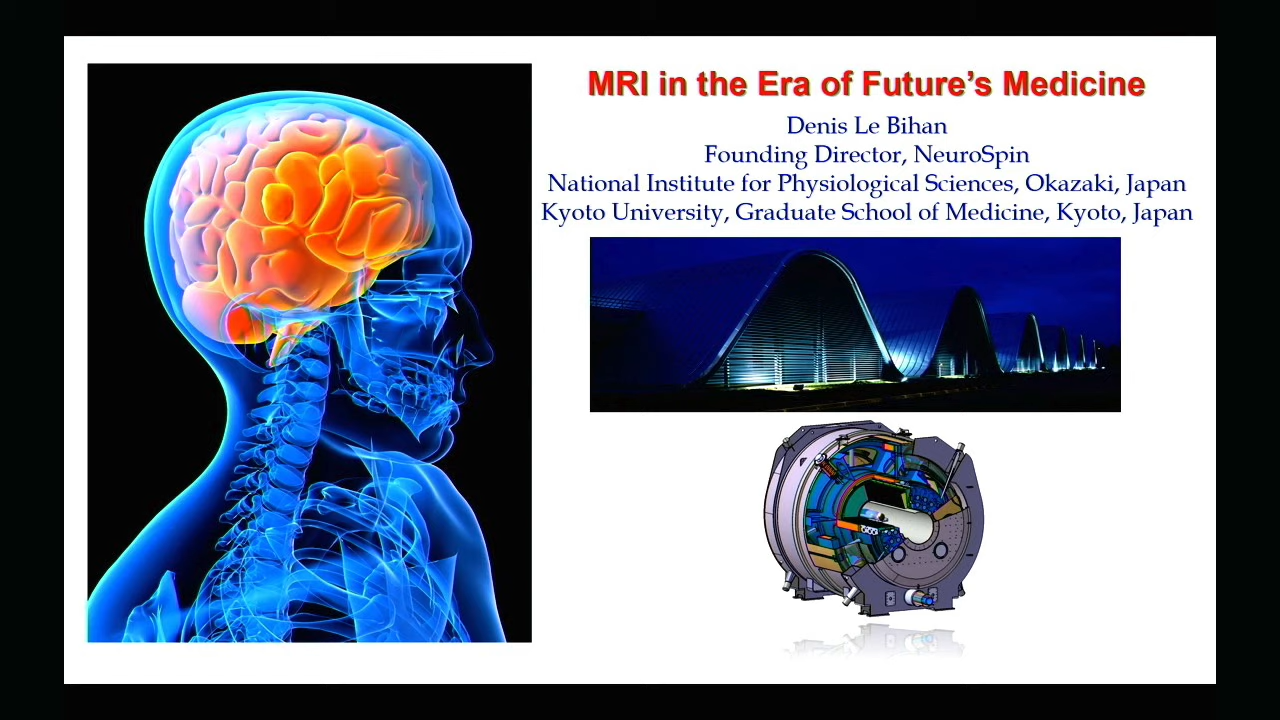 MRI in the Era of Future’s Medicine
Denis Le Bihan
Founding Director, NeuroSpin
National Institute for Physiological Sciences, Okazaki, Japan
Kyoto University, Graduate School of Medicine, Kyoto, Japan